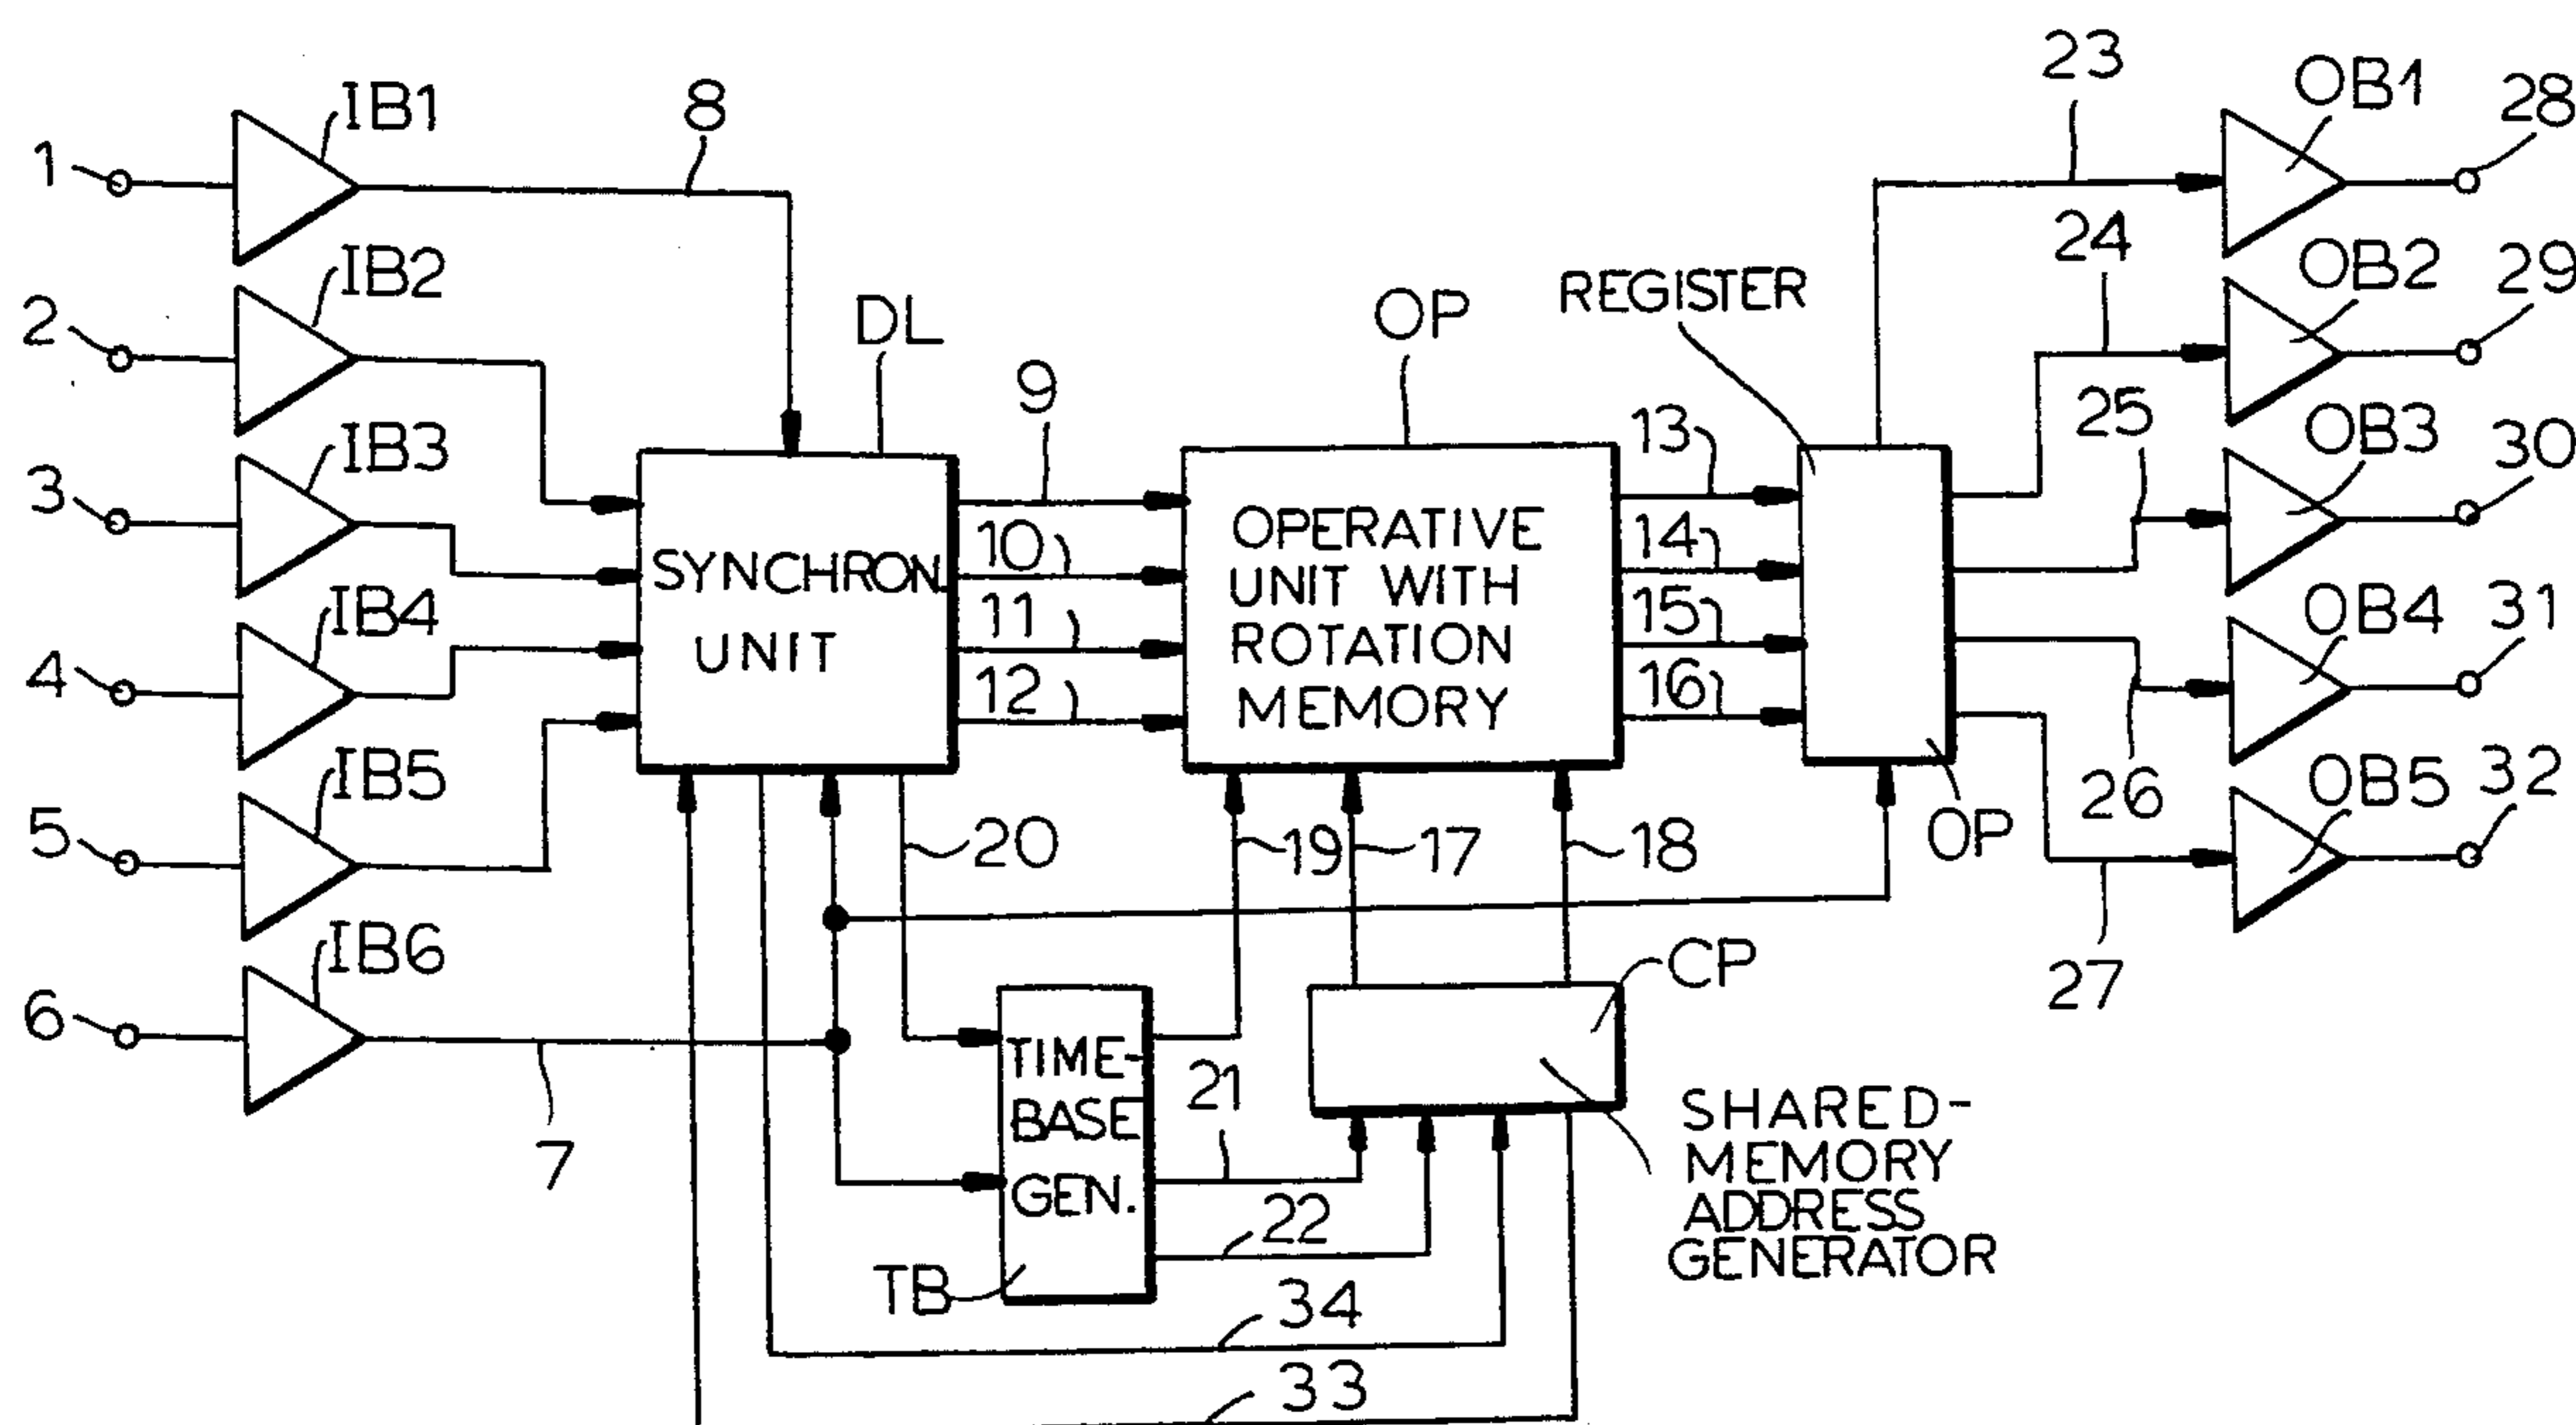 23
OB1
28
IB1
8
1
IB2
24
OB2
29
2
DL
OP
REGISTER
9
25
OB3
30
IB3
13
3
10
14
SYNCHRON.
UNIT
OPERATIVE
UNIT WITH
ROTATION
MEMORY
IB4
11
15
OB4
31
4
12
16
IB5
26
OB5
32
5
20
19
17
18
OP
IB6
CP
27
6
TIME-
BASE
GEN.
21
7
SHARED-
MEMORY
ADDRESS
GENERATOR
22
TB
34
33